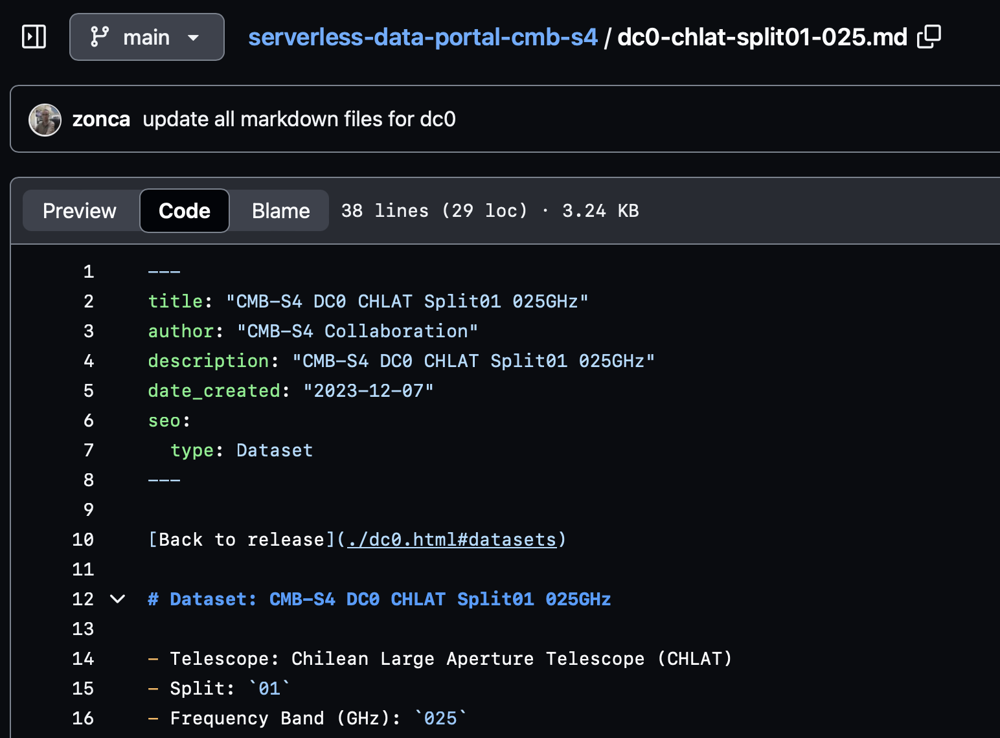 main
serverless-data-portal-cmb-s4 / dc0-chlat-split01-025.md
zonca update all markdown files for dc0
Preview Code Blame 38 lines (29 loc) · 3.24 KB
1 ---
2 title: "CMB-S4 DC0 CHLAT Split01 025GHz"
3 author: "CMB-S4 Collaboration"
4 description: "CMB-S4 DC0 CHLAT Split01 025GHz"
5 date_created: "2023-12-07"
6 seo:
7   type: Dataset
8 ---
9
10 [Back to release](./dc0.html#datasets)
11
12 # Dataset: CMB-S4 DC0 CHLAT Split01 025GHz
13
14 - Telescope: Chilean Large Aperture Telescope (CHLAT)
15 - Split: `01`
16 - Frequency Band (GHz): `025`